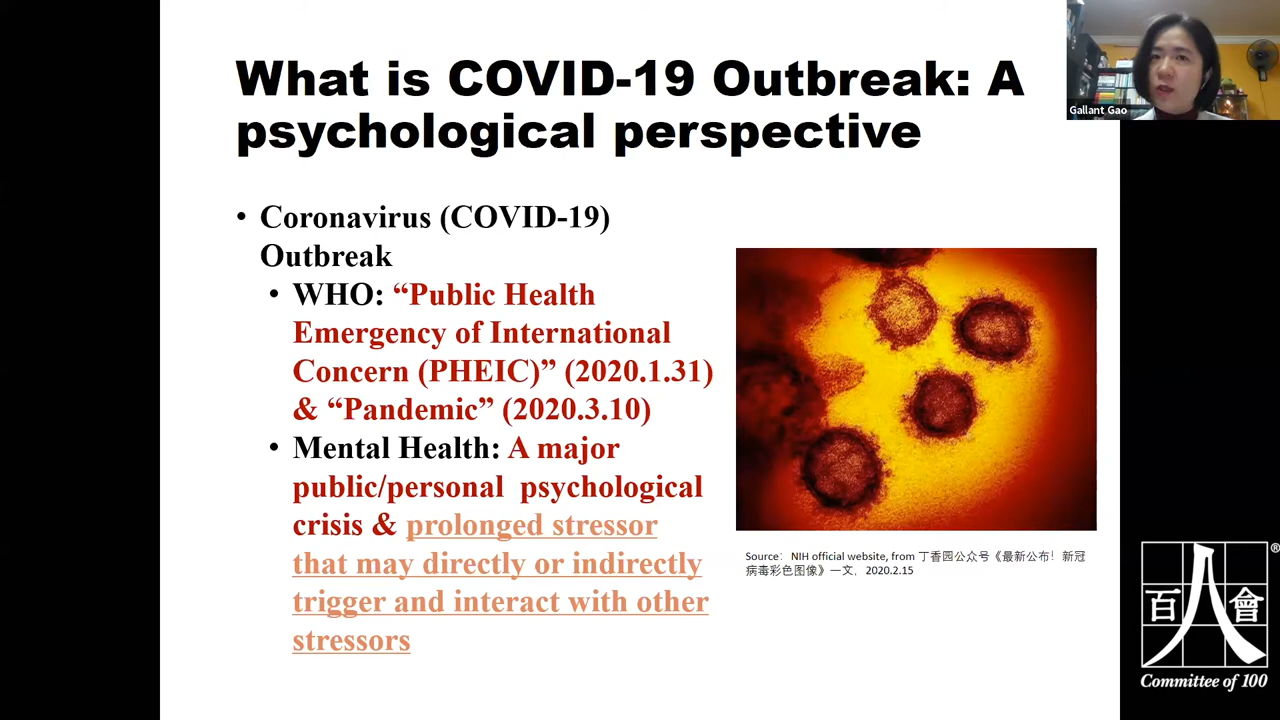 What is COVID-19 Outbreak: A
psychological perspective
Gallant Gao
• Coronavirus (COVID-19)
Outbreak
• WHO: “Public Health
Emergency of International
Concern (PHEIC)” (2020.1.31)
& “Pandemic” (2020.3.10)
• Mental Health: A major
public/personal psychological
crisis & prolonged stressor
that may directly or indirectly
trigger and interact with other
stressors
Source：NIH official website, from 丁香园公众号《最新公布！新冠
病毒彩色图像》一文，2020.2.15
百人會®
Committee of 100